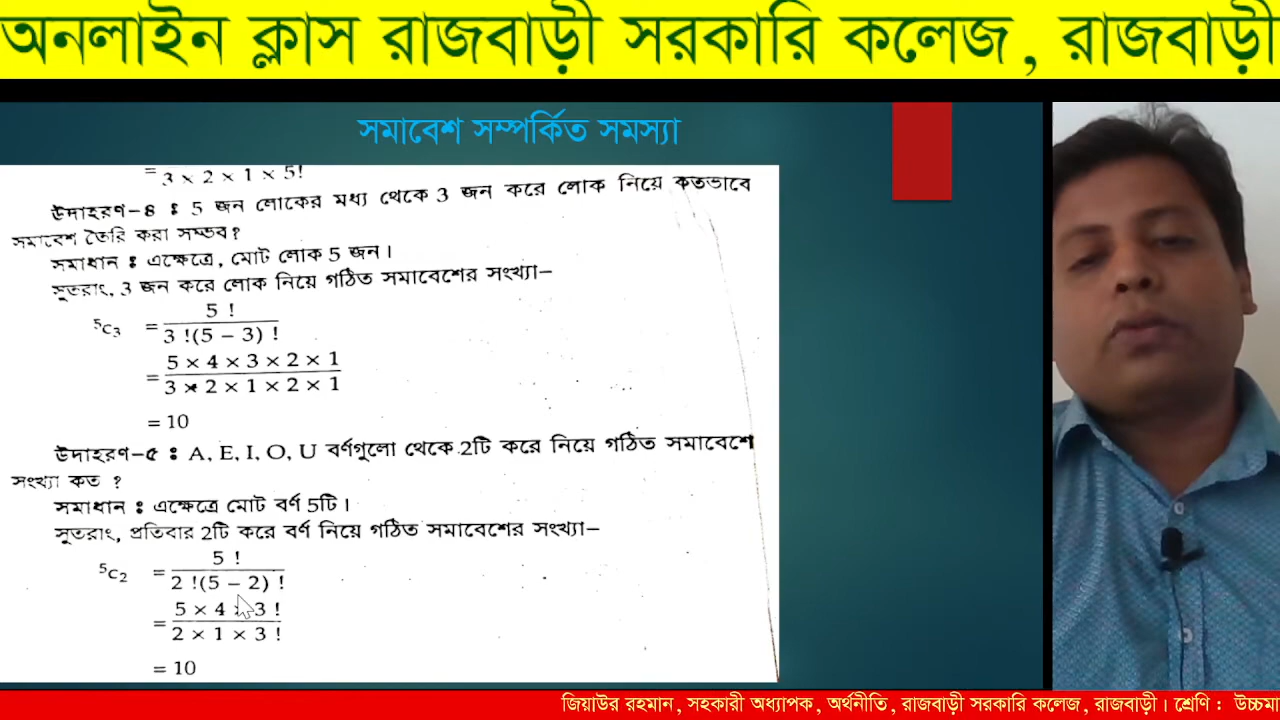 অনলাইন ক্লাস রাজবাড়ী সরকারি কলেজ, রাজবাড়ী
সমাবেশ সম্পর্কিত সমস্যা
= 3 × 2 × 1 × 5!
উদাহরণ-৪ : 5 জন লোকের মধ্য থেকে 3 জন করে লোক নিয়ে কতভাবে
সমাবেশ তৈরি করা সম্ভব?
সমাধান : এক্ষেত্রে, মোট লোক 5 জন।
সুতরাং, 3 জন করে লোক নিয়ে গঠিত সমাবেশের সংখ্যা–
5 !
⁵C₃ =
3 !(5 – 3) !
5 × 4 × 3 × 2 × 1
=
3 × 2 × 1 × 2 × 1
= 10
উদাহরণ-৫ : A, E, I, O, U বর্ণগুলো থেকে 2টি করে নিয়ে গঠিত সমাবেশে
সংখ্যা কত ?
সমাধান : এক্ষেত্রে মোট বর্ণ 5টি।
সুতরাং, প্রতিবার 2টি করে বর্ণ নিয়ে গঠিত সমাবেশের সংখ্যা–
5 !
⁵C₂ =
2 !(5 – 2) !
5 × 4 × 3 !
=
2 × 1 × 3 !
= 10
জিয়াউর রহমান, সহকারী অধ্যাপক, অর্থনীতি, রাজবাড়ী সরকারি কলেজ, রাজবাড়ী। শ্রেণি : উচ্চমা